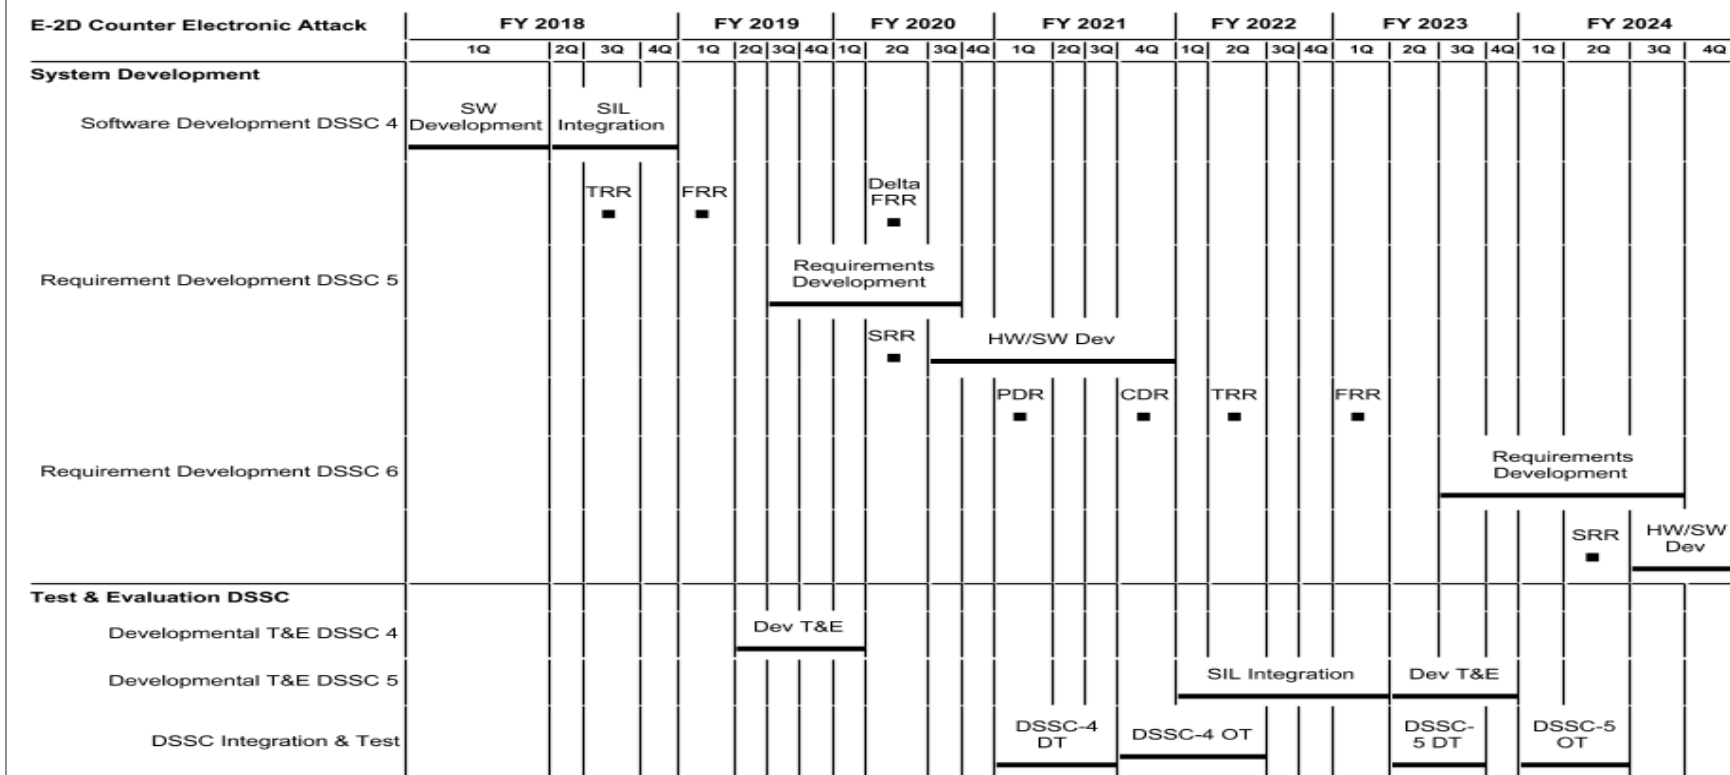 E-2D Counter Electronic Attack FY 2018 FY 2019 FY 2020 FY 2021 FY 2022 FY 2023 FY 2024
1Q 2Q 3Q 4Q 1Q 2Q 3Q 4Q 1Q 2Q 3Q 4Q 1Q 2Q 3Q 4Q 1Q 2Q 3Q 4Q 1Q 2Q 3Q 4Q 1Q 2Q 3Q 4Q
System Development
Software Development DSSC 4
SW
Development
SIL
Integration
TRR
FRR
Delta
FRR
Requirement Development DSSC 5
Requirements
Development
SRR
HW/SW Dev
PDR
CDR
TRR
FRR
Requirement Development DSSC 6
Requirements
Development
SRR
HW/SW
Dev
Test & Evaluation DSSC
Developmental T&E DSSC 4
Dev T&E
Developmental T&E DSSC 5
SIL Integration
Dev T&E
DSSC Integration & Test
DSSC-4
DT
DSSC-4 OT
DSSC-
5 DT
DSSC-5
OT